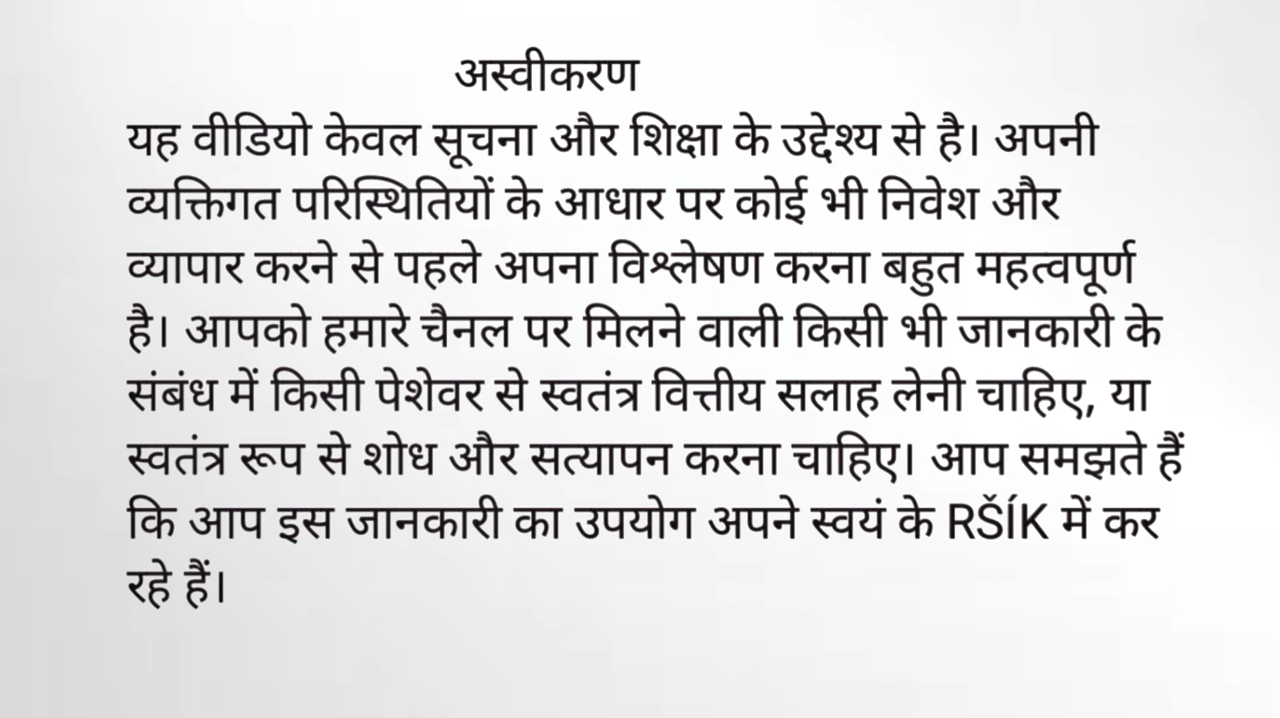 अस्वीकरण
यह वीडियो केवल सूचना और शिक्षा के उद्देश्य से है। अपनी
व्यक्तिगत परिस्थितियों के आधार पर कोई भी निवेश और
व्यापार करने से पहले अपना विश्लेषण करना बहुत महत्वपूर्ण
है। आपको हमारे चैनल पर मिलने वाली किसी भी जानकारी के
संबंध में किसी पेशेवर से स्वतंत्र वित्तीय सलाह लेनी चाहिए, या
स्वतंत्र रूप से शोध और सत्यापन करना चाहिए। आप समझते हैं
कि आप इस जानकारी का उपयोग अपने स्वयं के RŠÍK में कर
रहे हैं।